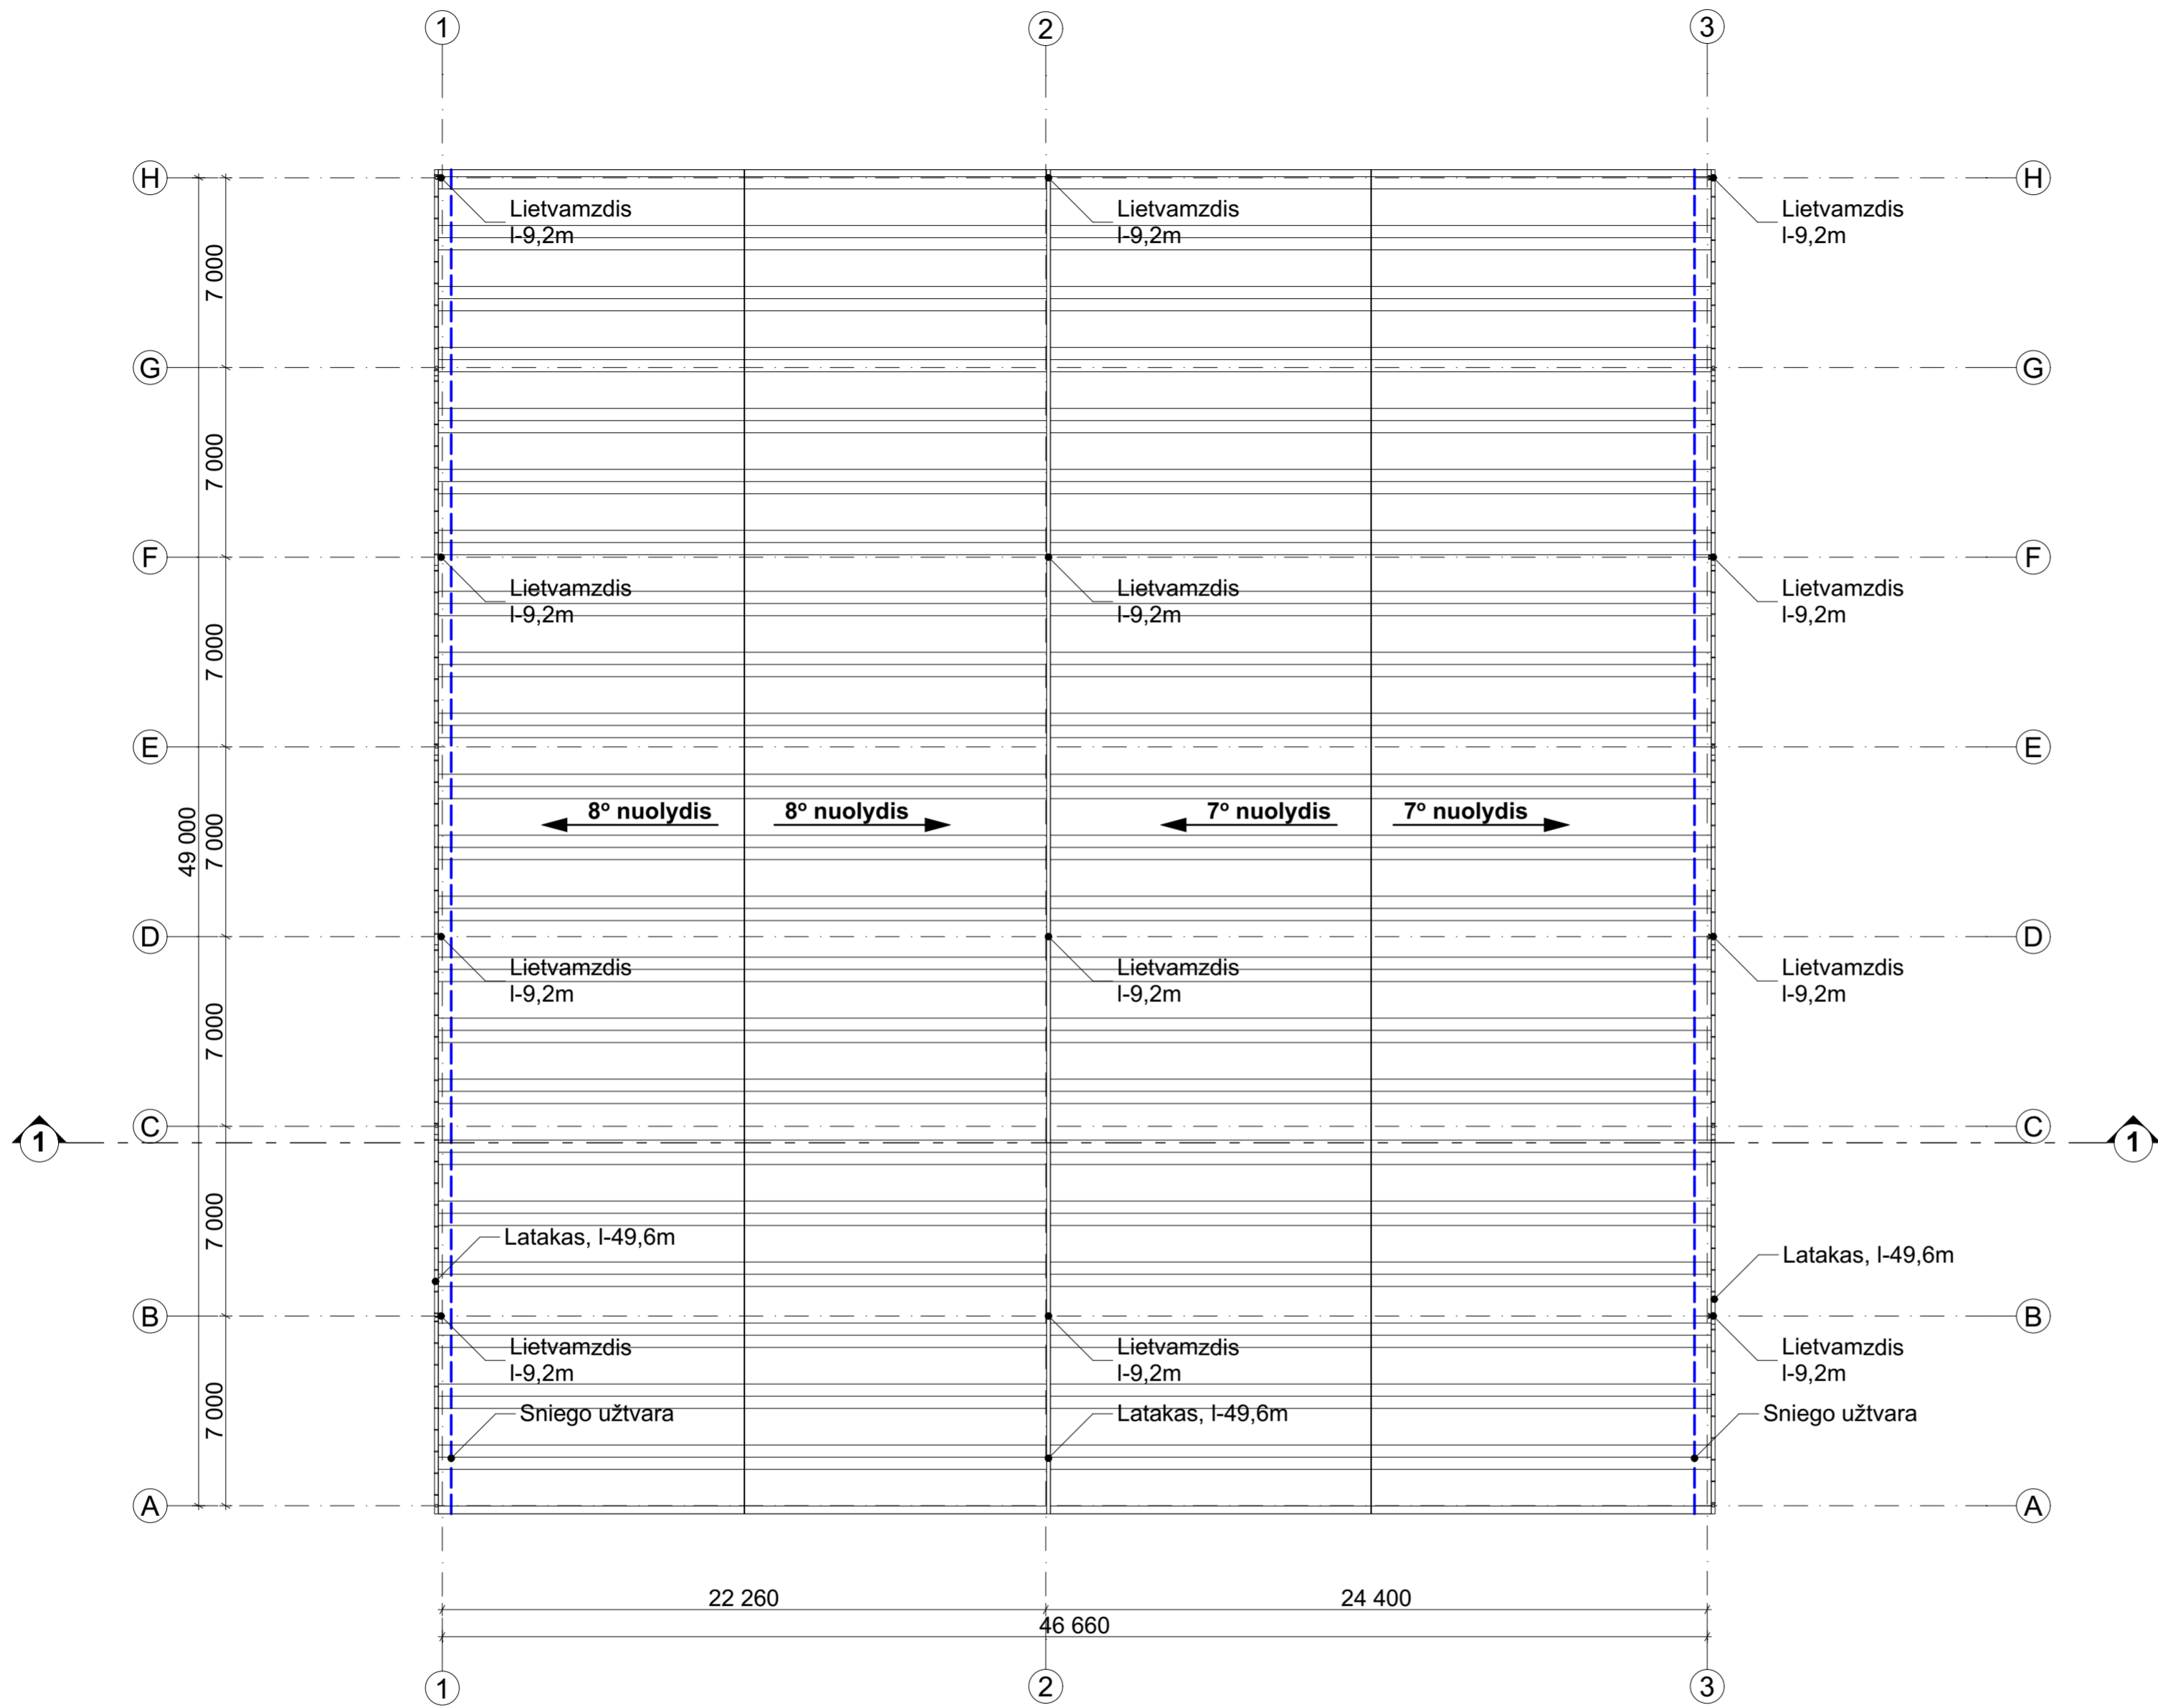 1
2
3
H
H
Lietvamzdis
l-9,2m
Lietvamzdis
l-9,2m
Lietvamzdis
l-9,2m
7 000
G
G
7 000
F
F
Lietvamzdis
l-9,2m
Lietvamzdis
l-9,2m
Lietvamzdis
l-9,2m
7 000
E
E
8º nuolydis
8º nuolydis
7º nuolydis
7º nuolydis
49 000
7 000
D
D
Lietvamzdis
l-9,2m
Lietvamzdis
l-9,2m
Lietvamzdis
l-9,2m
7 000
C
C
1
1
7 000
Latakas, l-49,6m
Latakas, l-49,6m
B
B
Lietvamzdis
l-9,2m
Lietvamzdis
l-9,2m
Lietvamzdis
l-9,2m
7 000
Sniego užtvara
Latakas, l-49,6m
Sniego užtvara
A
A
22 260
24 400
46 660
1
2
3